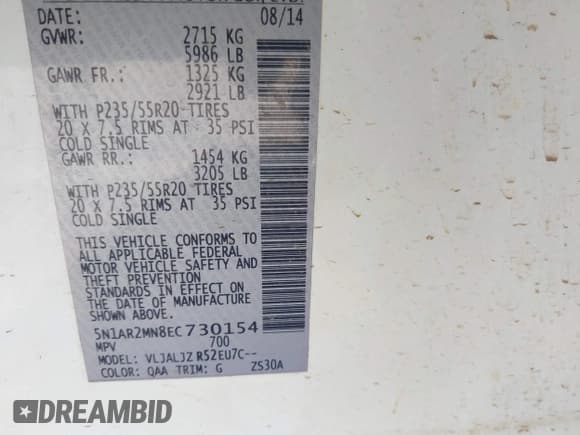 DATE: 08/14
GVWR: 2715 KG
5986 LB
GAWR FR.: 1325 KG
2921 LB
WITH P235/55R20 TIRES
20 X 7.5 RIMS AT 35 PSI
COLD SINGLE
GAWR RR.: 1454 KG
3205 LB
WITH P235/55R20 TIRES
20 X 7.5 RIMS AT 35 PSI
COLD SINGLE
THIS VEHICLE CONFORMS TO
ALL APPLICABLE FEDERAL
MOTOR VEHICLE SAFETY AND
THEFT PREVENTION
STANDARDS IN EFFECT ON
THE DATE OF MANUFACTURE
SHOWN ABOVE.
5N1AR2MN8EC730154
MPV 700
MODEL: VLJALJZ R52EU7C--
COLOR: QAA TRIM: G ZS30A
DREAMBID